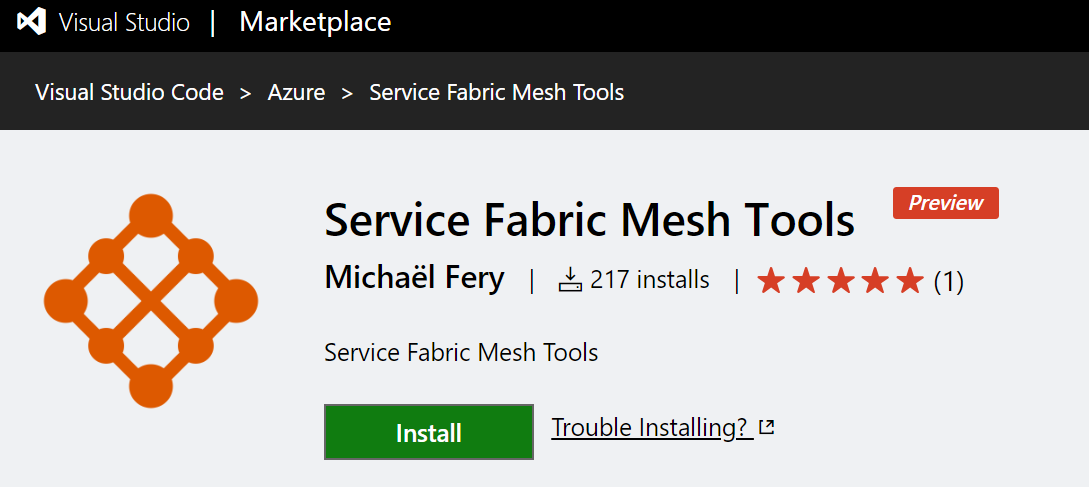 Visual Studio | Marketplace
Visual Studio Code > Azure > Service Fabric Mesh Tools
Service Fabric Mesh Tools Preview
Michaël Fery | 217 installs | (1)
Service Fabric Mesh Tools
Install Trouble Installing?